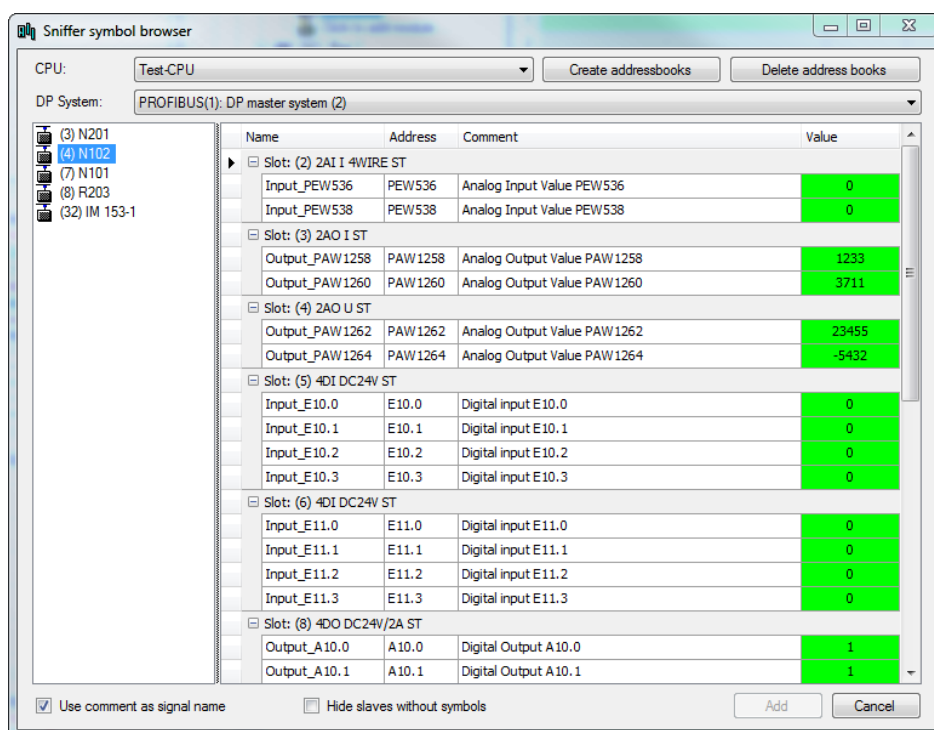 Sniffer symbol browser
CPU: Test-CPU Create addressbooks Delete address books
DP System: PROFIBUS(1): DP master system (2)
(3) N201
(4) N102
(7) N101
(8) R203
(32) IM 153-1
Name Address Comment Value
Slot: (2) 2AI I 4WIRE ST
Input_PEW536 PEW536 Analog Input Value PEW536 0
Input_PEW538 PEW538 Analog Input Value PEW538 0
Slot: (3) 2AO I ST
Output_PAW1258 PAW1258 Analog Output Value PAW1258 1233
Output_PAW1260 PAW1260 Analog Output Value PAW1260 3711
Slot: (4) 2AO U ST
Output_PAW1262 PAW1262 Analog Output Value PAW1262 23455
Output_PAW1264 PAW1264 Analog Output Value PAW1264 -5432
Slot: (5) 4DI DC24V ST
Input_E10.0 E10.0 Digital input E10.0 0
Input_E10.1 E10.1 Digital input E10.1 0
Input_E10.2 E10.2 Digital input E10.2 0
Input_E10.3 E10.3 Digital input E10.3 0
Slot: (6) 4DI DC24V ST
Input_E11.0 E11.0 Digital input E11.0 0
Input_E11.1 E11.1 Digital input E11.1 0
Input_E11.2 E11.2 Digital input E11.2 0
Input_E11.3 E11.3 Digital input E11.3 0
Slot: (8) 4DO DC24V/2A ST
Output_A10.0 A10.0 Digital Output A10.0 1
Output_A10.1 A10.1 Digital Output A10.1 1
Use comment as signal name Hide slaves without symbols Add Cancel